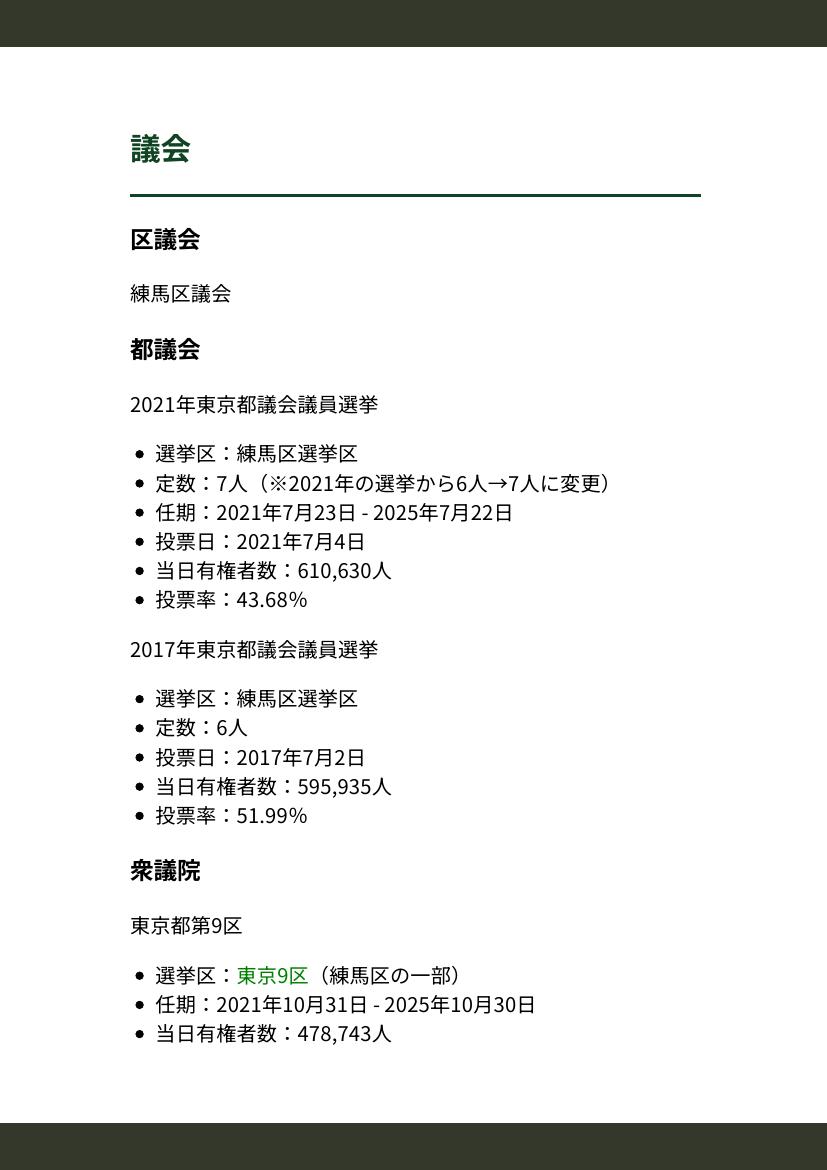 議会
区議会
練馬区議会
都議会
2021年東京都議会議員選挙
• 選挙区：練馬区選挙区
• 定数：7人（※2021年の選挙から6人→7人に変更）
• 任期：2021年7月23日 - 2025年7月22日
• 投票日：2021年7月4日
• 当日有権者数：610,630人
• 投票率：43.68%
2017年東京都議会議員選挙
• 選挙区：練馬区選挙区
• 定数：6人
• 投票日：2017年7月2日
• 当日有権者数：595,935人
• 投票率：51.99%
衆議院
東京都第9区
• 選挙区：東京9区（練馬区の一部）
• 任期：2021年10月31日 - 2025年10月30日
• 当日有権者数：478,743人